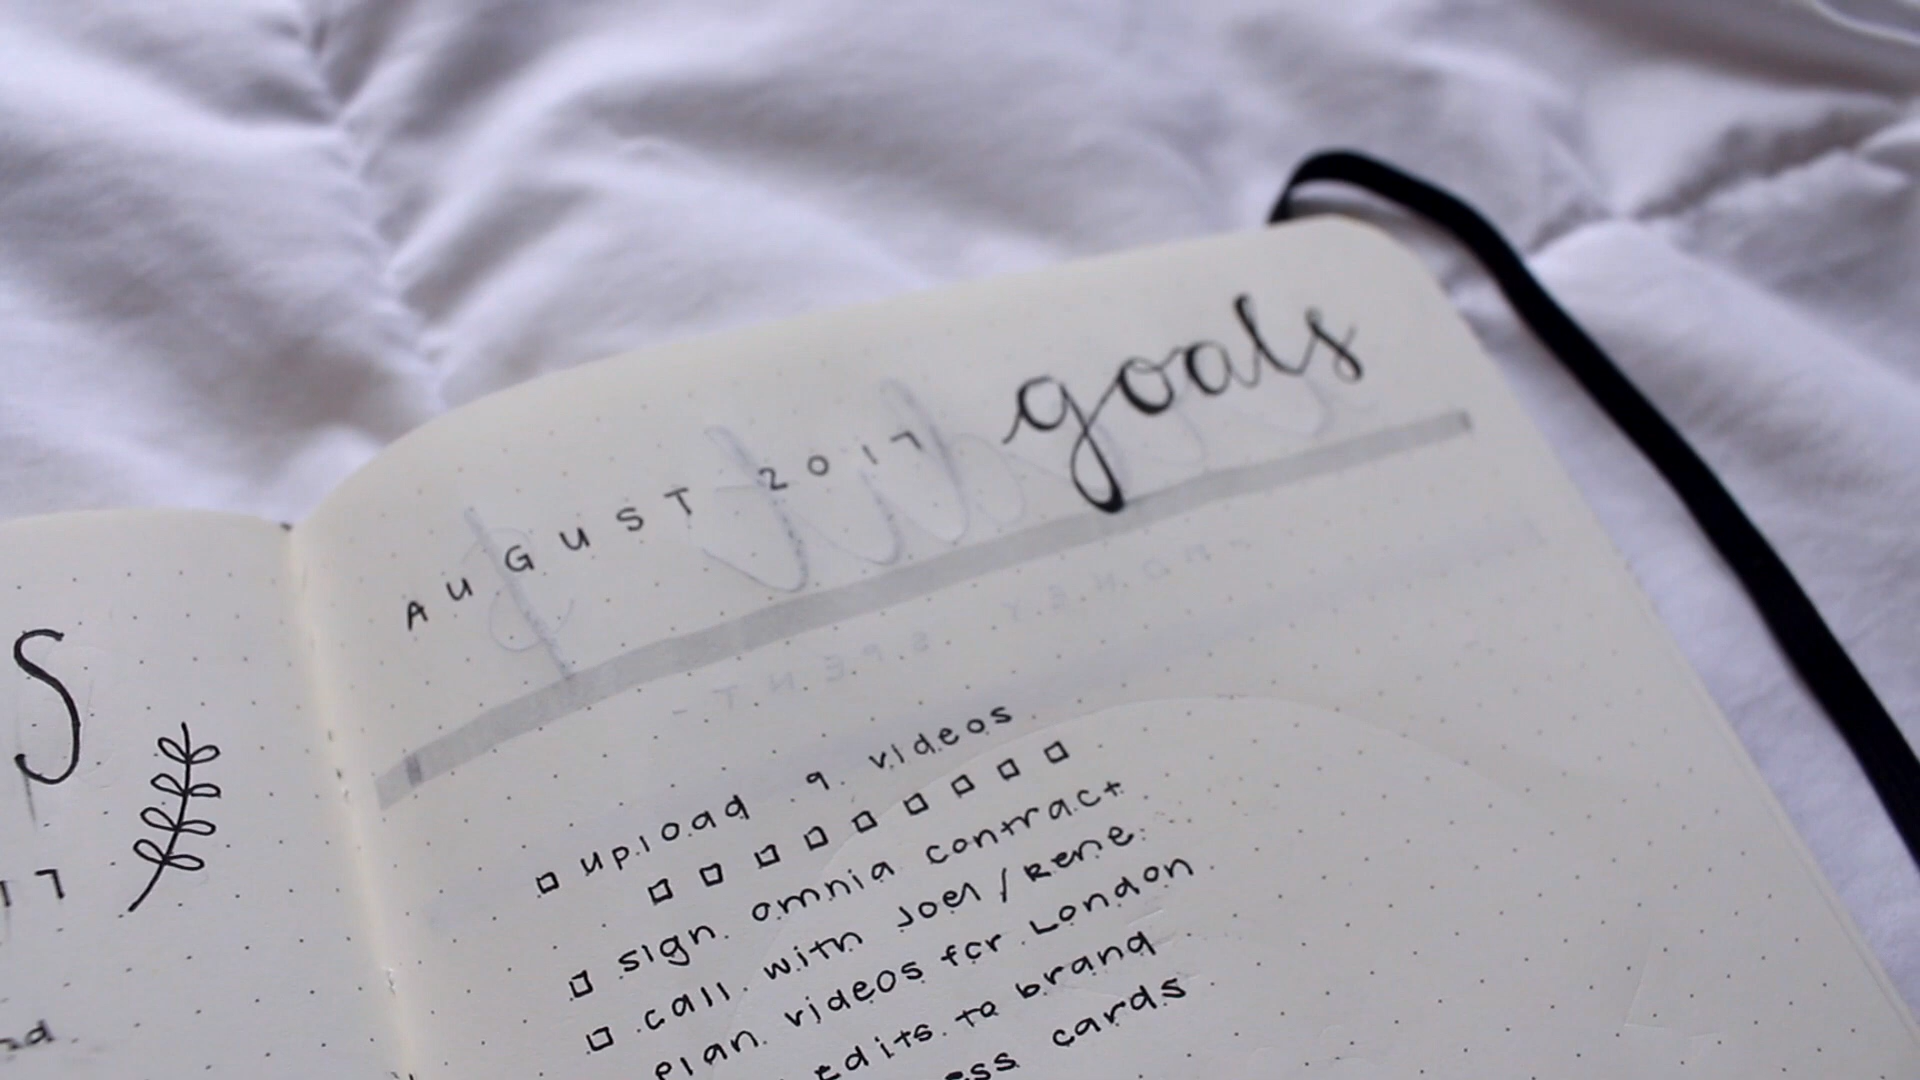 S
17
AUGUST 2017 goals
upload 9 videos
sign omnia contract
call with Joel / Rene
plan videos for London
edits to brand
cards